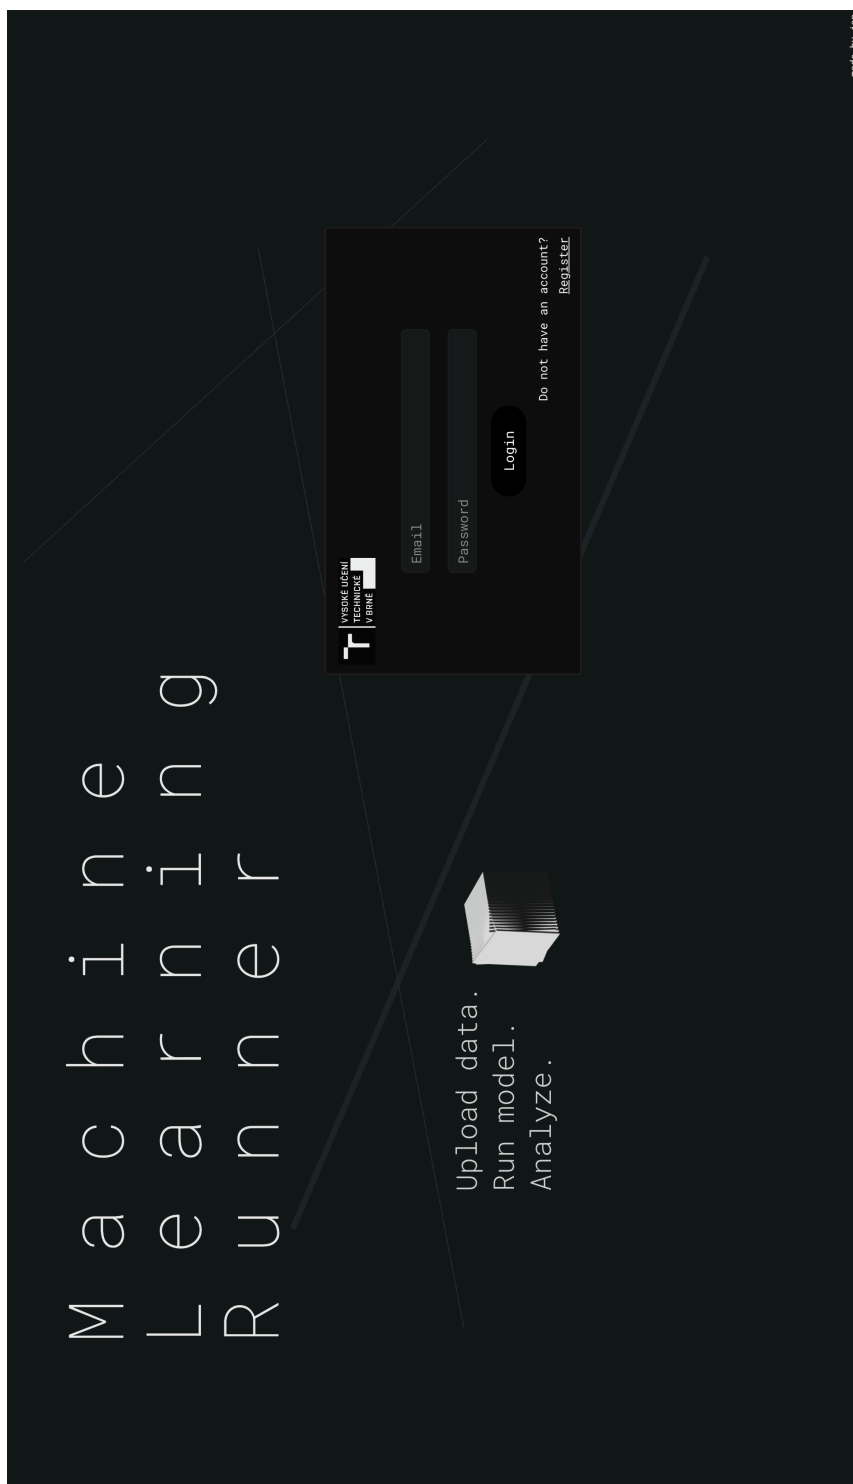 Machine
Learning
Runner
Upload data.
Run model.
Analyze.
VYSOKÉ UČENÍ
TECHNICKÉ
V BRNĚ
Email
Password
Login
Do not have an account?
Register